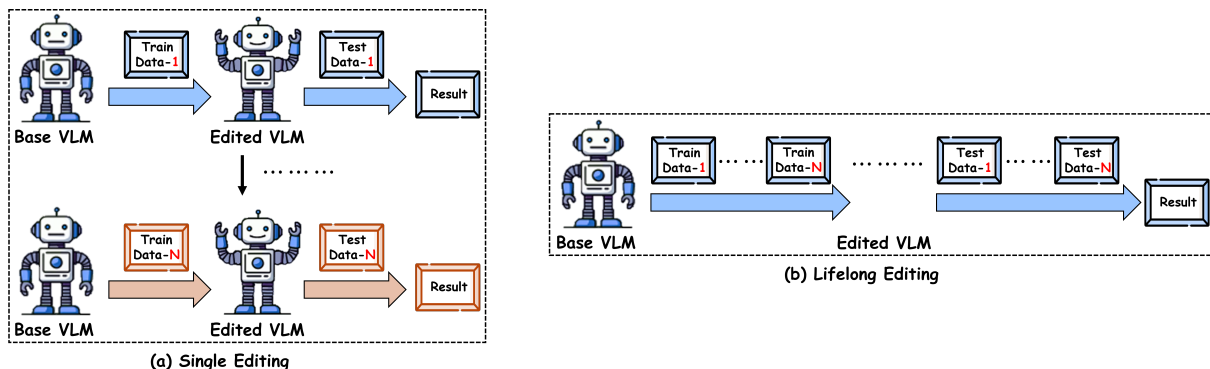 Train
Data-1
Test
Data-1
Result
Base VLM
Edited VLM
... ... ...
Train
Data-N
Test
Data-N
Result
Base VLM
Edited VLM
(a) Single Editing
Train
Data-1
... ...
Train
Data-N
... ... ...
Test
Data-1
... ...
Test
Data-N
Result
Base VLM
Edited VLM
(b) Lifelong Editing